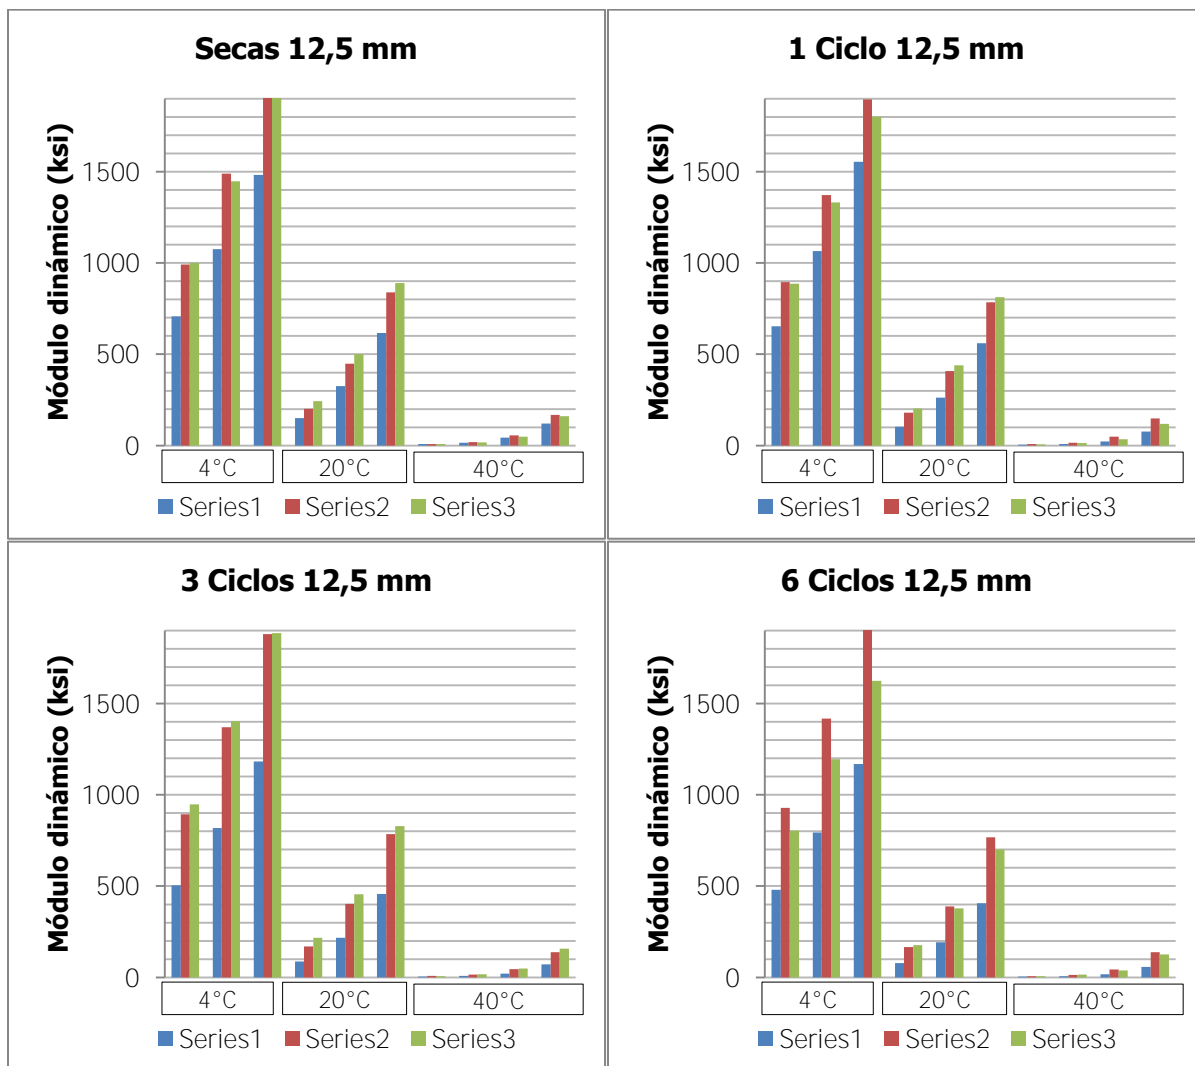 Secas 12,5 mm
Módulo dinámico (ksi)
1500
1000
500
0
4°C 20°C 40°C
Series1 Series2 Series3
1 Ciclo 12,5 mm
Módulo dinámico (ksi)
1500
1000
500
0
4°C 20°C 40°C
Series1 Series2 Series3
3 Ciclos 12,5 mm
Módulo dinámico (ksi)
1500
1000
500
0
4°C 20°C 40°C
Series1 Series2 Series3
6 Ciclos 12,5 mm
Módulo dinámico (ksi)
1500
1000
500
0
4°C 20°C 40°C
Series1 Series2 Series3